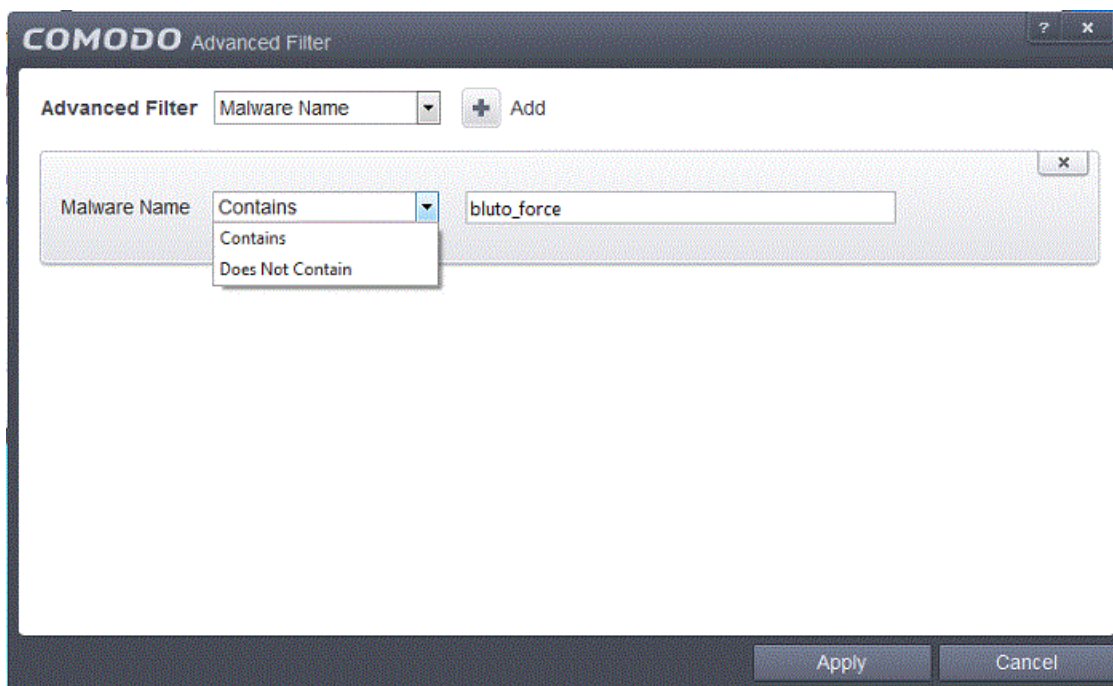 COMODO Advanced Filter ? x
Advanced Filter Malware Name + Add
x
Malware Name Contains bluto_force
Contains
Does Not Contain
Apply Cancel